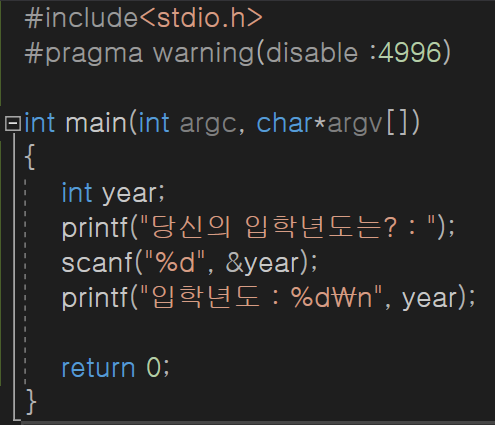 #include<stdio.h>
#pragma warning(disable :4996)
int main(int argc, char*argv[])
{
int year;
printf("당신의 입학년도는? : ");
scanf("%d", &year);
printf("입학년도 : %d₩n", year);
return 0;
}